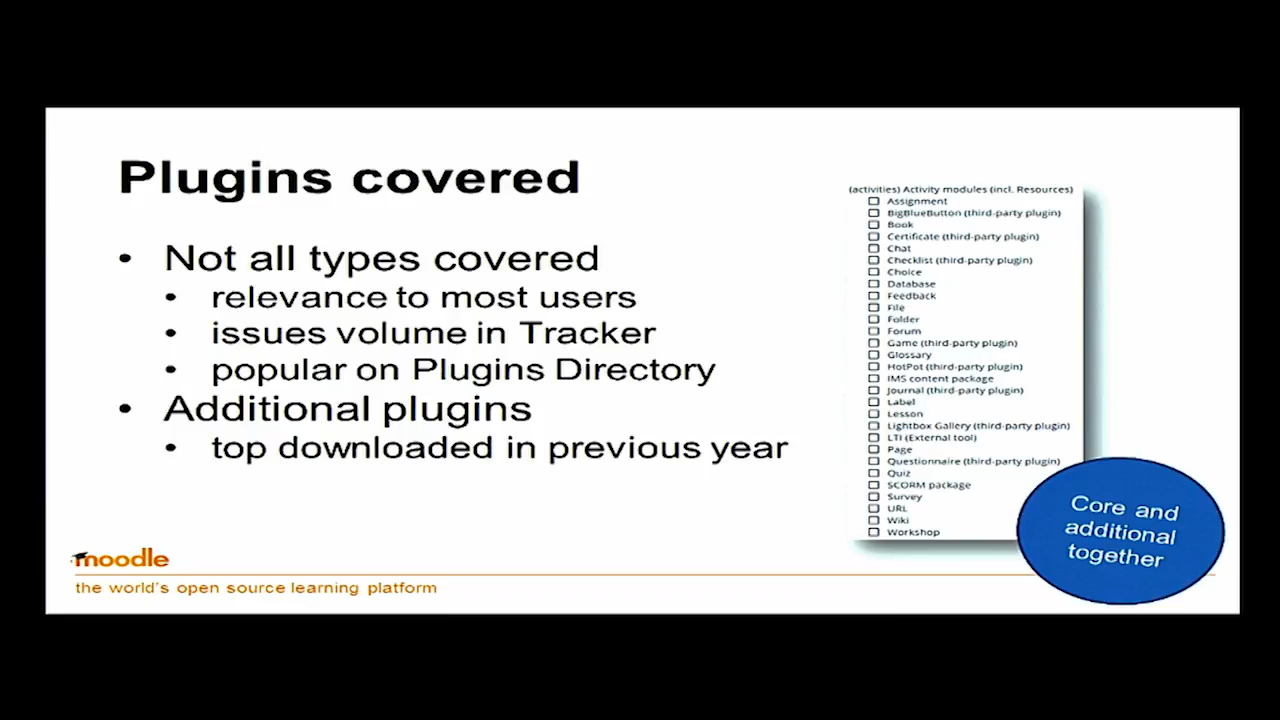 Plugins covered
• Not all types covered
• relevance to most users
• issues volume in Tracker
• popular on Plugins Directory
• Additional plugins
• top downloaded in previous year
(activities) Activity modules (incl. Resources)
Assignment
BigBlueButton (third-party plugin)
Book
Certificate (third-party plugin)
Chat
Checklist (third-party plugin)
Choice
Database
Feedback
File
Folder
Forum
Game (third-party plugin)
Glossary
HotPot (third-party plugin)
IMS content package
Journal (third-party plugin)
Label
Lesson
Lightbox Gallery (third-party plugin)
LTI (External tool)
Page
Questionnaire (third-party plugin)
Quiz
SCORM package
Survey
URL
Wiki
Workshop
Core and
additional
together
moodle
the world's open source learning platform